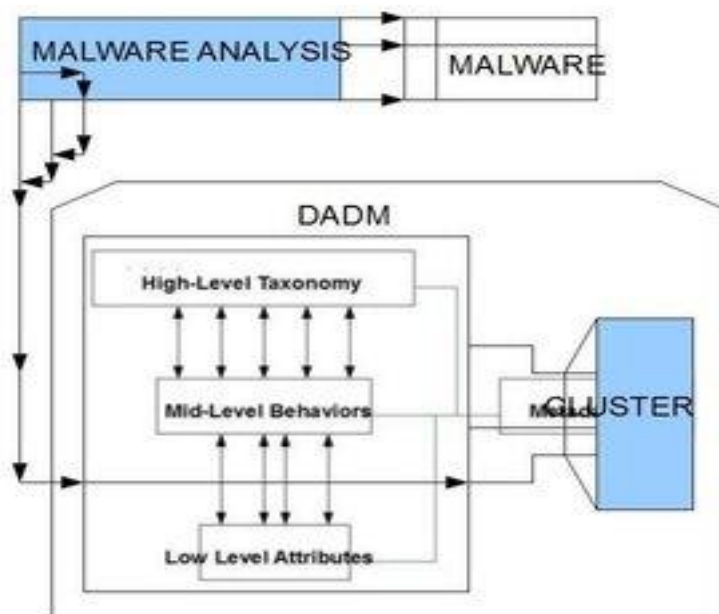 MALWARE ANALYSIS
MALWARE
DADM
High-Level Taxonomy
Mid-Level Behaviors
CLUSTER
Low Level Attributes